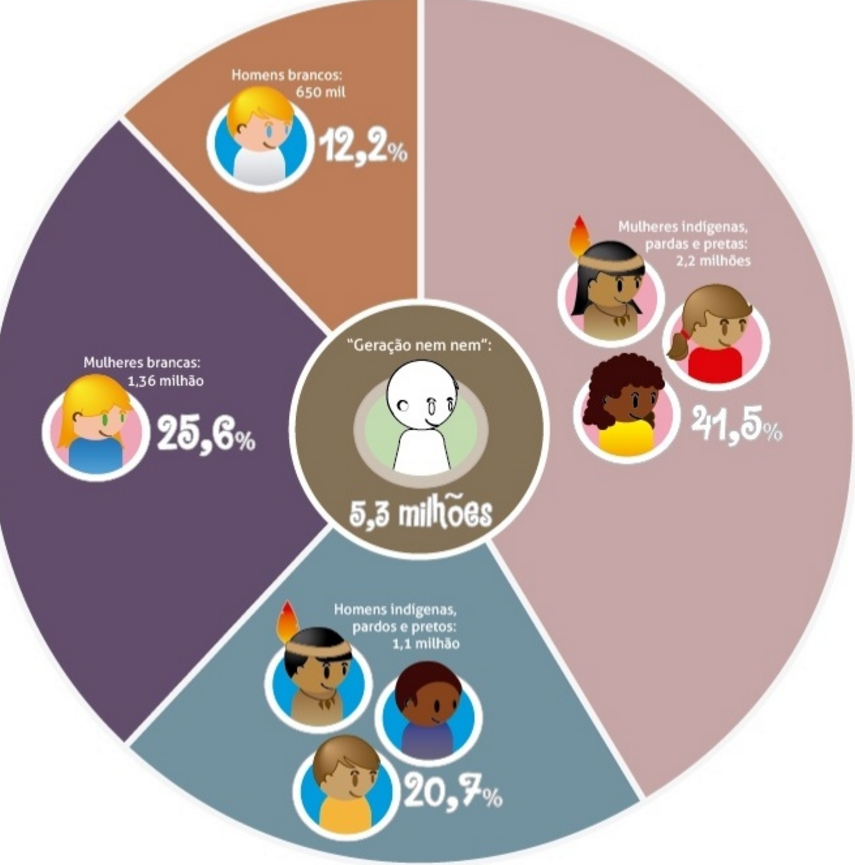 Homens brancos:
650 mil
12,2%
Mulheres indígenas,
pardas e pretas:
2,2 milhões
41,5%
"Geração nem nem":
5,3 milhões
Mulheres brancas:
1,36 milhão
25,6%
Homens indígenas,
pardos e pretos:
1,1 milhão
20,7%